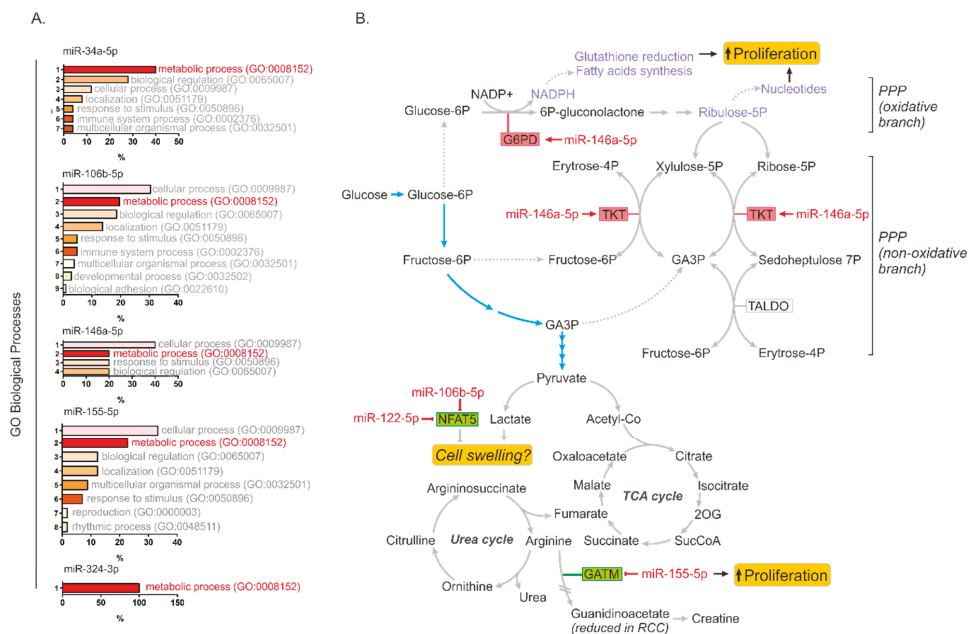 A.
GO Biological Processes
miR-34a-5p
1 metabolic process (GO:0008152)
2 biological regulation (GO:0065007)
3 cellular process (GO:0009987)
4 localization (GO:0051179)
5 response to stimulus (GO:0050896)
6 immune system process (GO:0002376)
7 multicellular organismal process (GO:0032501)
0 10 20 30 40 50
%
miR-106b-5p
1 cellular process (GO:0009987)
2 metabolic process (GO:0008152)
3 biological regulation (GO:0065007)
4 localization (GO:0051179)
5 response to stimulus (GO:0050896)
6 immune system process (GO:0002376)
7 multicellular organismal process (GO:0032501)
8 developmental process (GO:0032502)
9 biological adhesion (GO:0022610)
0 10 20 30 40
%
miR-146a-5p
1 cellular process (GO:0009987)
2 metabolic process (GO:0008152)
3 response to stimulus (GO:0050896)
4 biological regulation (GO:0065007)
0 10 20 30 40 50
%
miR-155-5p
1 cellular process (GO:0009987)
2 metabolic process (GO:0008152)
3 biological regulation (GO:0065007)
4 localization (GO:0051179)
5 multicellular organismal process (GO:0032501)
6 response to stimulus (GO:0050896)
7 reproduction (GO:0000003)
8 rhythmic process (GO:0048511)
0 10 20 30 40
%
miR-324-3p
1 metabolic process (GO:0008152)
0 50 100 150
%
B.
Glutathione reduction
Fatty acids synthesis
Proliferation
NADP+ NADPH
Nucleotides
Glucose-6P 6P-gluconolactone Ribulose-5P
PPP
(oxidative
branch)
G6PD miR-146a-5p
Erytrose-4P Xylulose-5P Ribose-5P
Glucose Glucose-6P
miR-146a-5p TKT TKT miR-146a-5p
PPP
(non-oxidative
branch)
Fructose-6P Fructose-6P GA3P Sedoheptulose 7P
TALDO
GA3P
Fructose-6P Erytrose-4P
Pyruvate
miR-106b-5p
miR-122-5p NFAT5 Lactate Acetyl-Co
Cell swelling?
Oxaloacetate Citrate
Malate Isocitrate
TCA cycle
Argininosuccinate
Fumarate 2OG
Citrulline Urea cycle Arginine Succinate SucCoA
Ornithine
Urea
GATM miR-155-5p Proliferation
Guanidinoacetate Creatine
(reduced in RCC)